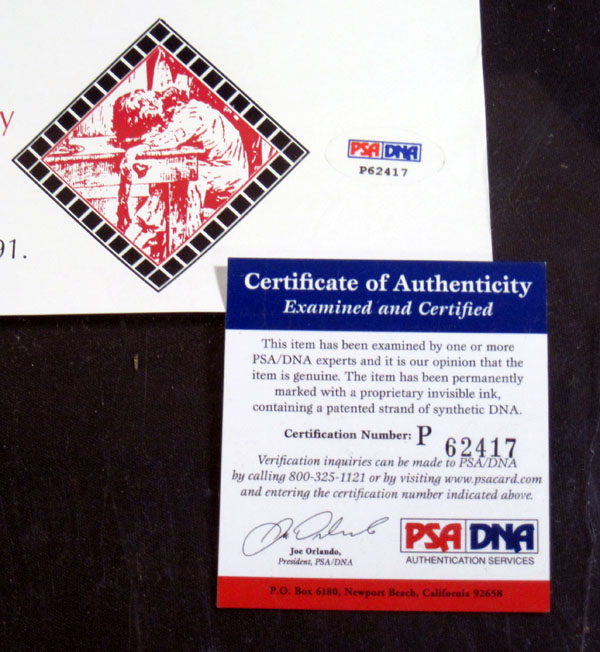 y
91.
PSA DNA
P62417
Certificate of Authenticity
Examined and Certified
This item has been examined by one or more
PSA/DNA experts and it is our opinion that the
item is genuine. The item has been permanently
marked with a proprietary invisible ink,
containing a patented strand of synthetic DNA.
Certification Number: P 62417
Verification inquiries can be made to PSA/DNA
by calling 800-325-1121 or by visiting www.psacard.com
and entering the certification number indicated above.
Joe Orlando,
President, PSA/DNA
PSA DNA
AUTHENTICATION SERVICES
P.O. Box 6180, Newport Beach, California 92658